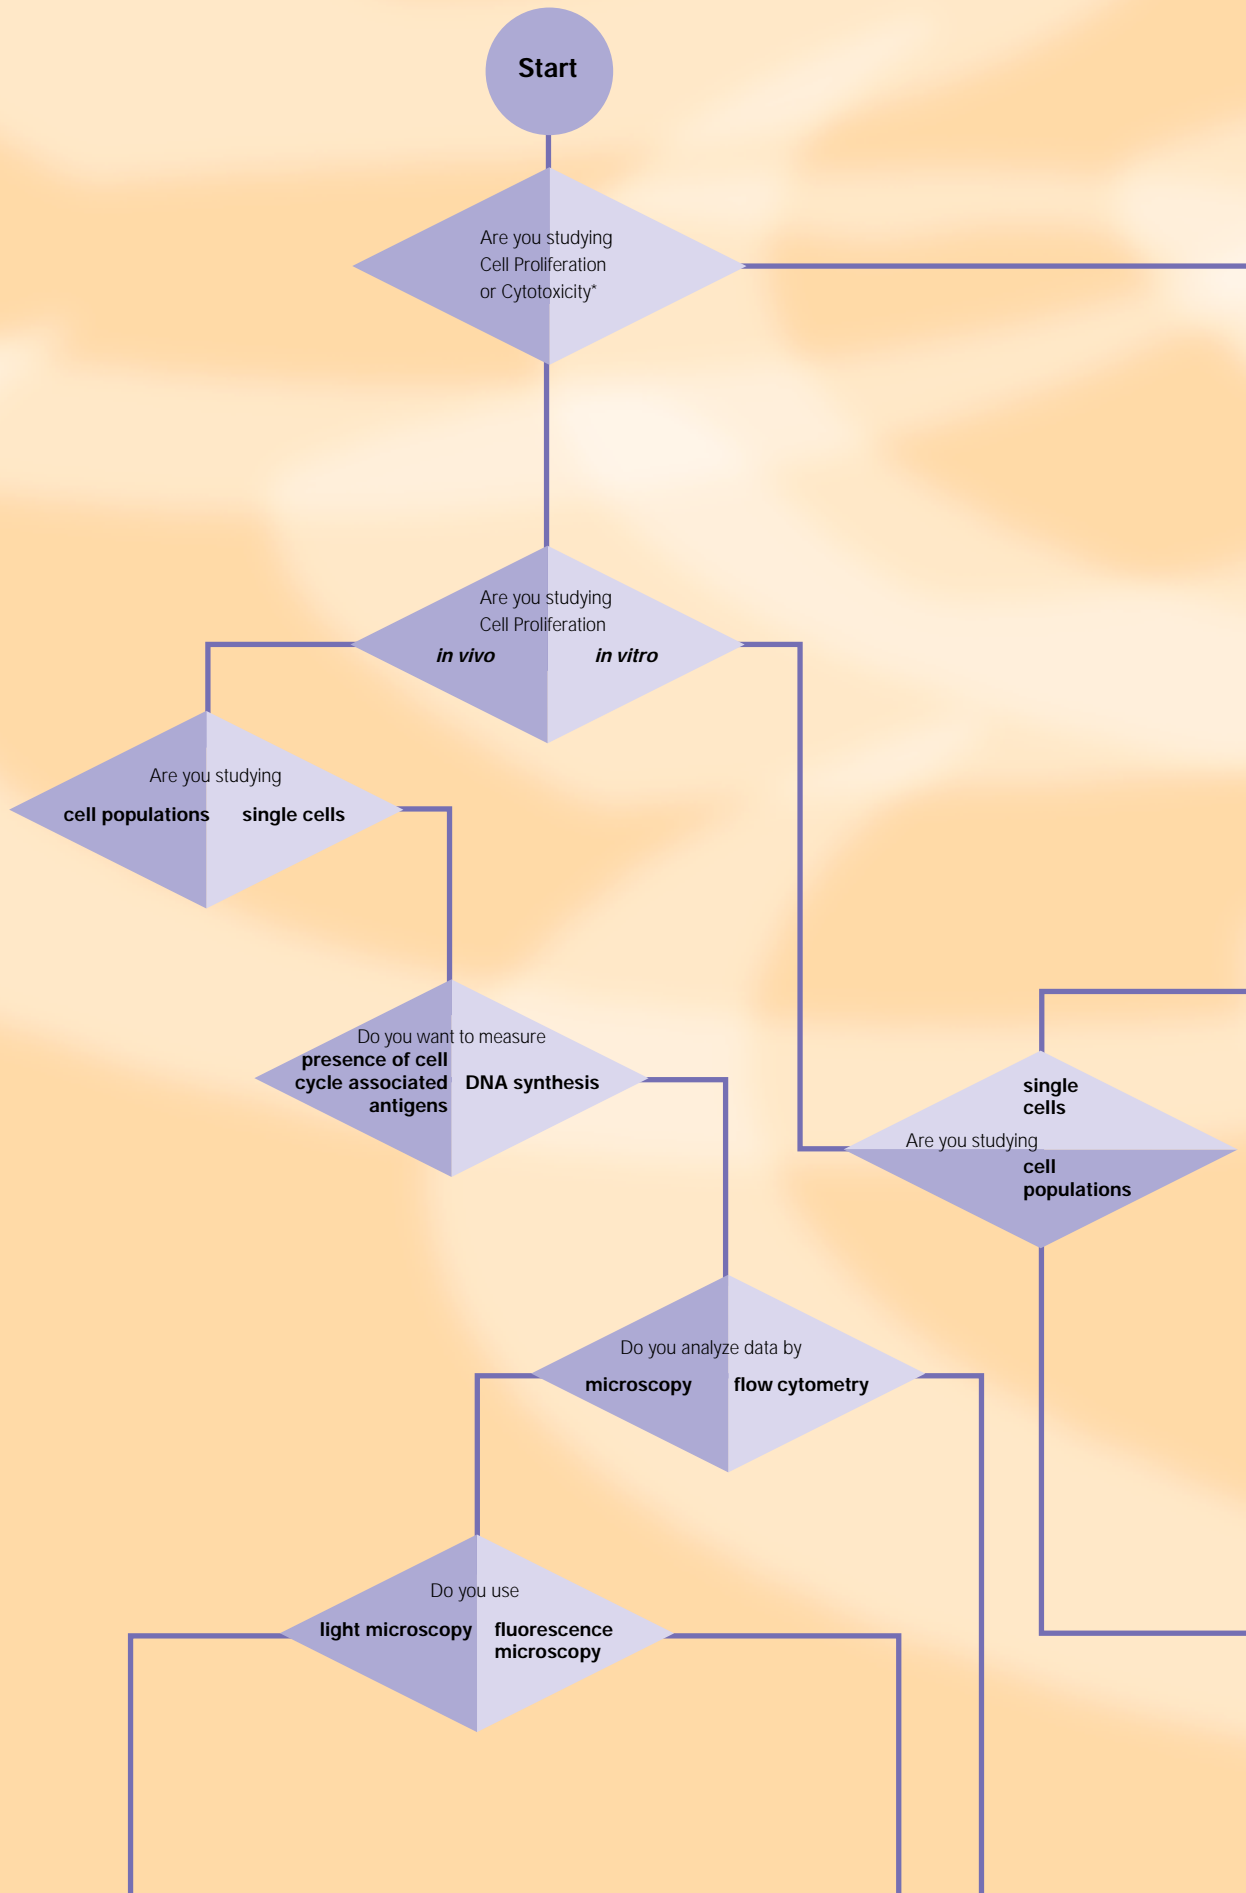 Start
Are you studying
Cell Proliferation
or Cytotoxicity*
Are you studying
Cell Proliferation
in vivo
in vitro
Are you studying
cell populations
single cells
Do you want to measure
presence of cell
cycle associated
antigens
DNA synthesis
single
cells
Are you studying
cell
populations
Do you analyze data by
microscopy
flow cytometry
Do you use
light microscopy
fluorescence
microscopy